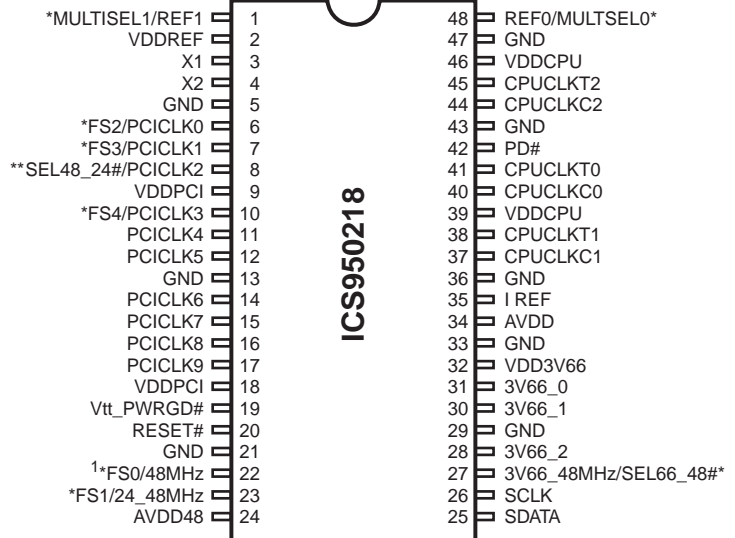 *MULTISEL1/REF1 1 48 REF0/MULTSEL0*
VDDREF 2 47 GND
X1 3 46 VDDCPU
X2 4 45 CPUCLKT2
GND 5 44 CPUCLKC2
*FS2/PCICLK0 6 43 GND
*FS3/PCICLK1 7 42 PD#
**SEL48_24#/PCICLK2 8 41 CPUCLKT0
VDDPCI 9 40 CPUCLKC0
*FS4/PCICLK3 10 39 VDDCPU
PCICLK4 11 38 CPUCLKT1
PCICLK5 12 37 CPUCLKC1
GND 13 36 GND
PCICLK6 14 35 I REF
PCICLK7 15 34 AVDD
PCICLK8 16 33 GND
PCICLK9 17 32 VDD3V66
VDDPCI 18 31 3V66_0
Vtt_PWRGD# 19 30 3V66_1
RESET# 20 29 GND
GND 21 28 3V66_2
1*FS0/48MHz 22 27 3V66_48MHz/SEL66_48#*
*FS1/24_48MHz 23 26 SCLK
AVDD48 24 25 SDATA
ICS950218